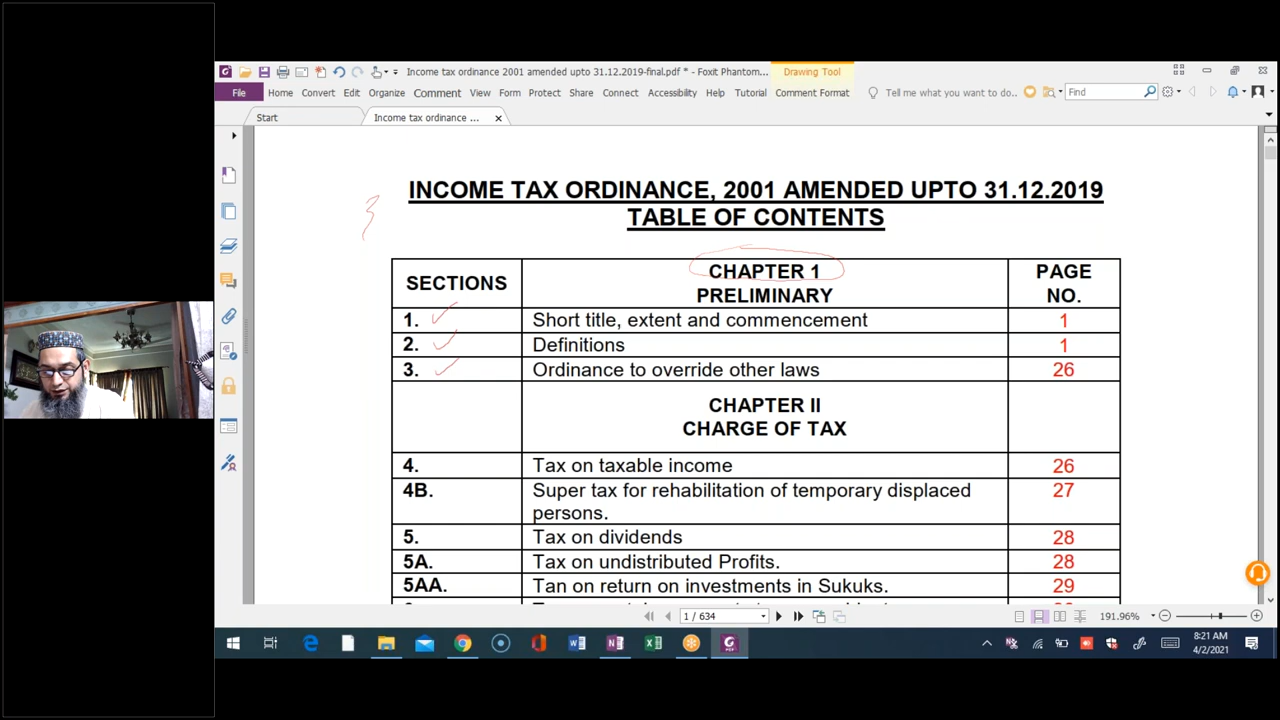 Income tax ordinance 2001 amended upto 31.12.2019-final.pdf * - Foxit Phantom...
Drawing Tool
File Home Convert Edit Organize Comment View Form Protect Share Connect Accessibility Help Tutorial Comment Format Tell me what you want to do.. Find
Start Income tax ordinance ...
INCOME TAX ORDINANCE, 2001 AMENDED UPTO 31.12.2019
TABLE OF CONTENTS
SECTIONS CHAPTER 1 PRELIMINARY PAGE NO.
1. Short title, extent and commencement 1
2. Definitions 1
3. Ordinance to override other laws 26
CHAPTER II
CHARGE OF TAX
4. Tax on taxable income 26
4B. Super tax for rehabilitation of temporary displaced persons. 27
5. Tax on dividends 28
5A. Tax on undistributed Profits. 28
5AA. Tan on return on investments in Sukuks. 29
1 / 634 191.96%
8:21 AM
4/2/2021